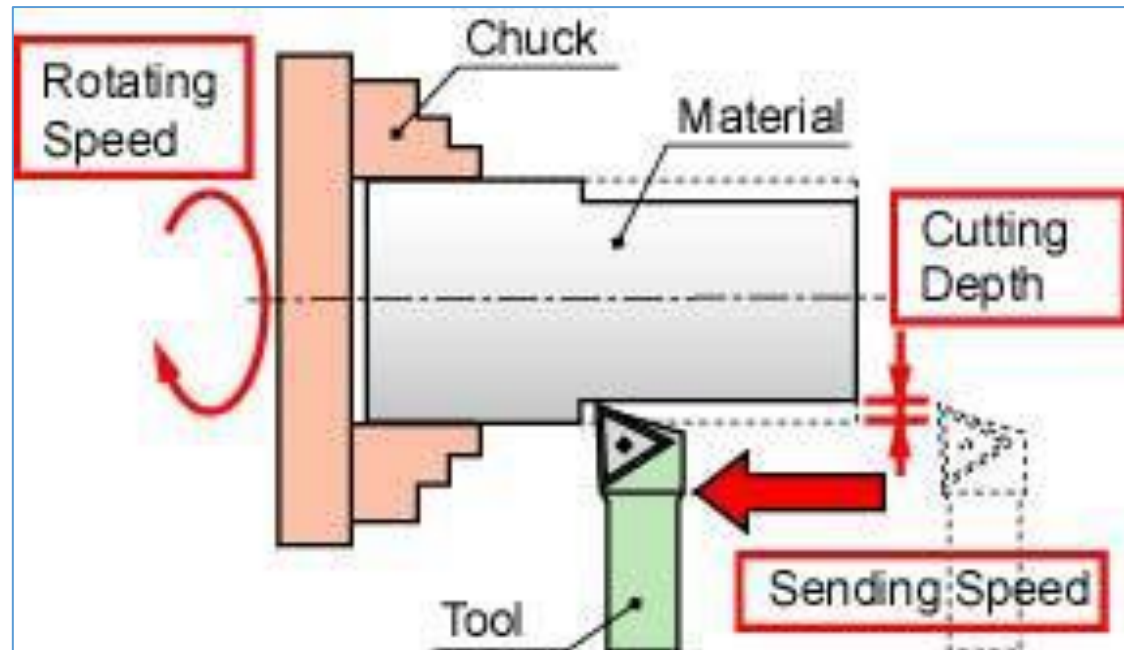 Chuck
Rotating
Speed
Material
Cutting
Depth
Sending Speed
Tool